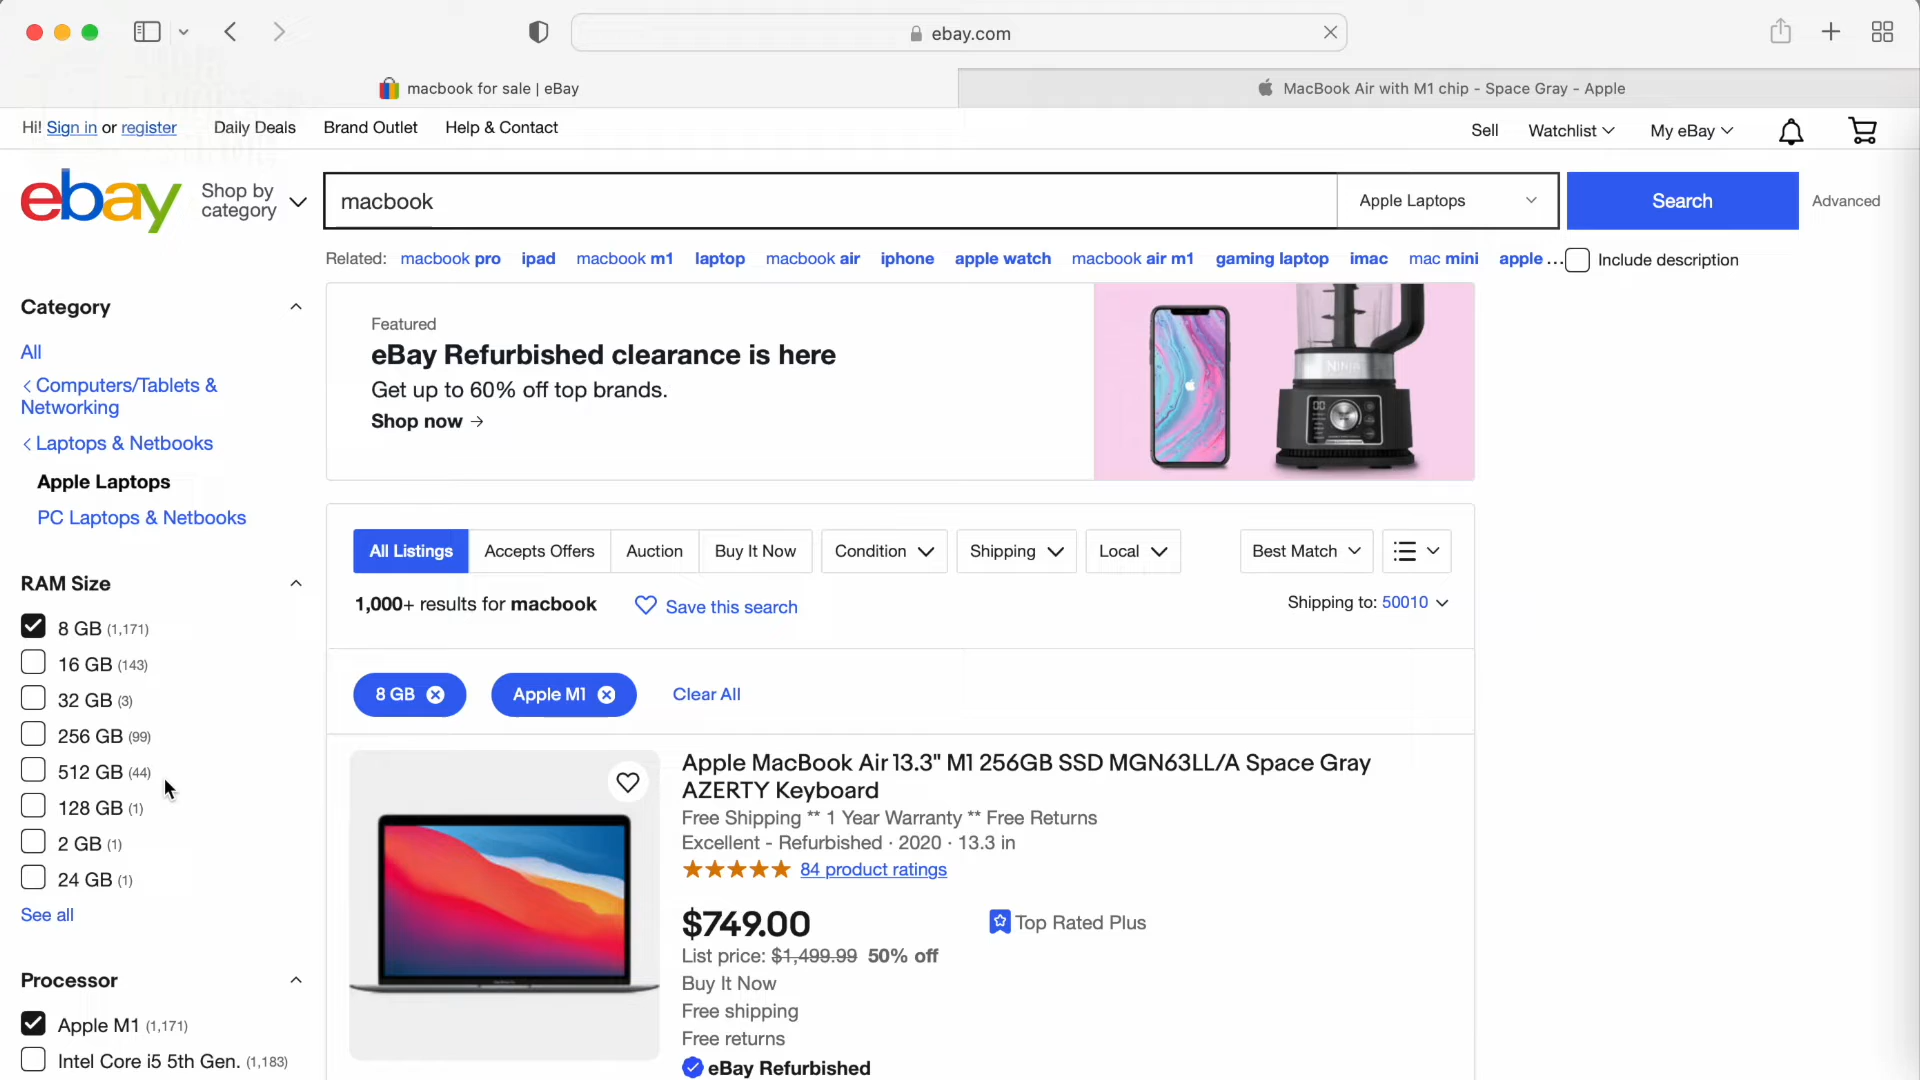 ebay.com
macbook for sale | eBay
MacBook Air with M1 chip - Space Gray - Apple
Hi! Sign in or register
Daily Deals
Brand Outlet
Help & Contact
Sell
Watchlist
My eBay
ebay
Shop by
category
macbook
Apple Laptops
Search
Advanced
Related: macbook pro ipad macbook m1 laptop macbook air iphone apple watch macbook air m1 gaming laptop imac mac mini apple ...
Include description
Category
All
Computers/Tablets &
Networking
Laptops & Netbooks
Apple Laptops
PC Laptops & Netbooks
RAM Size
8 GB (1,171)
16 GB (143)
32 GB (3)
256 GB (99)
512 GB (44)
128 GB (1)
2 GB (1)
24 GB (1)
See all
Processor
Apple M1 (1,171)
Intel Core i5 5th Gen. (1,183)
Featured
eBay Refurbished clearance is here
Get up to 60% off top brands.
Shop now →
NINJA
All Listings
Accepts Offers
Auction
Buy It Now
Condition
Shipping
Local
Best Match
1,000+ results for macbook
Save this search
Shipping to: 50010
8 GB
Apple M1
Clear All
Apple MacBook Air 13.3" M1 256GB SSD MGN63LL/A Space Gray
AZERTY Keyboard
Free Shipping ** 1 Year Warranty ** Free Returns
Excellent - Refurbished · 2020 · 13.3 in
84 product ratings
$749.00
Top Rated Plus
List price: $1,499.99 50% off
Buy It Now
Free shipping
Free returns
eBay Refurbished